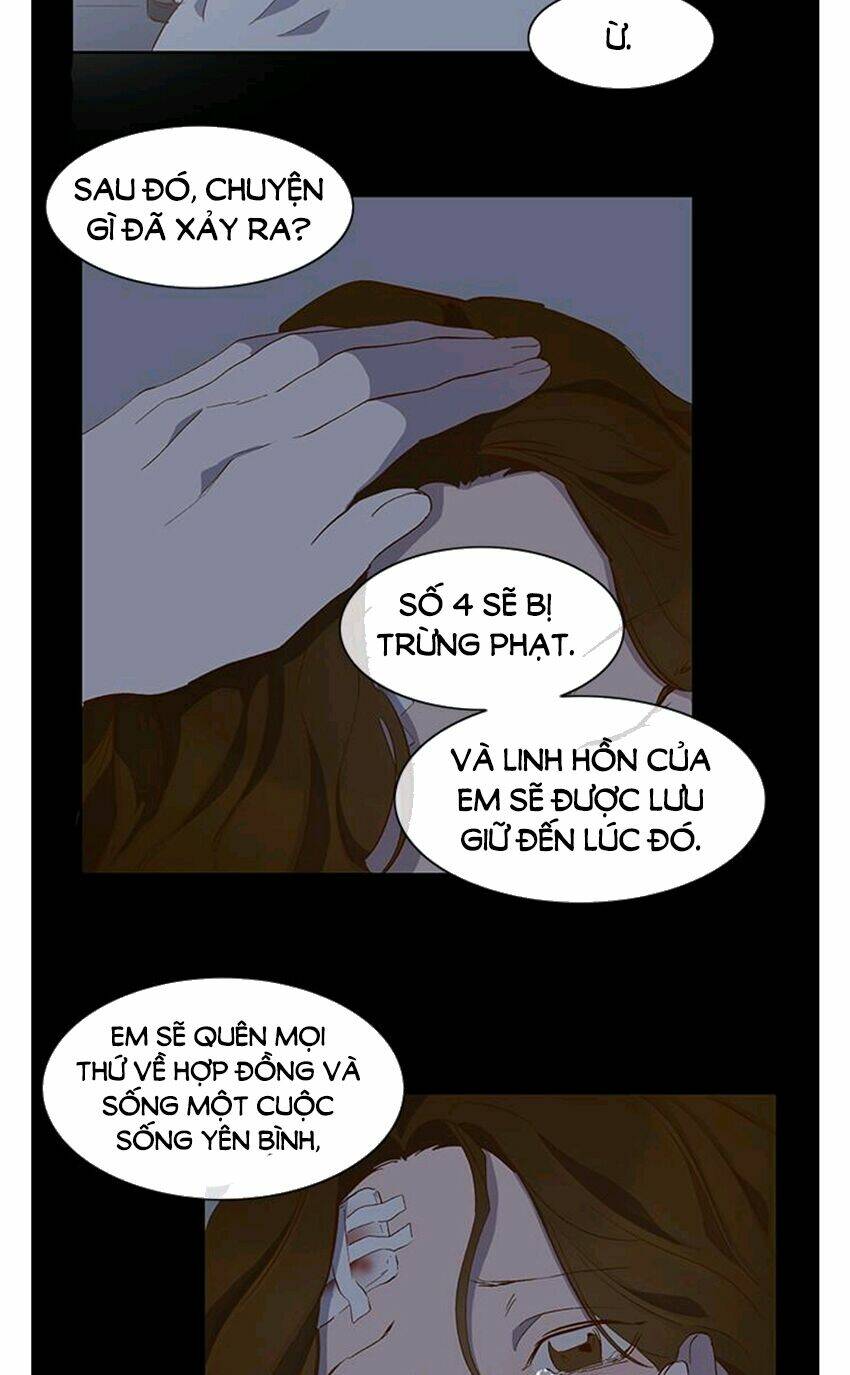 Ừ.
SAU ĐÓ, CHUYỆN
GÌ ĐÃ XẢY RA?
SỐ 4 SẼ BỊ
TRỪNG PHẠT.
VÀ LINH HỒN CỦA
EM SẼ ĐƯỢC LƯU
GIỮ ĐẾN LÚC ĐÓ.
EM SẼ QUÊN MỌI
THỨ VỀ HỢP ĐỒNG VÀ
SỐNG MỘT CUỘC
SỐNG YÊN BÌNH,